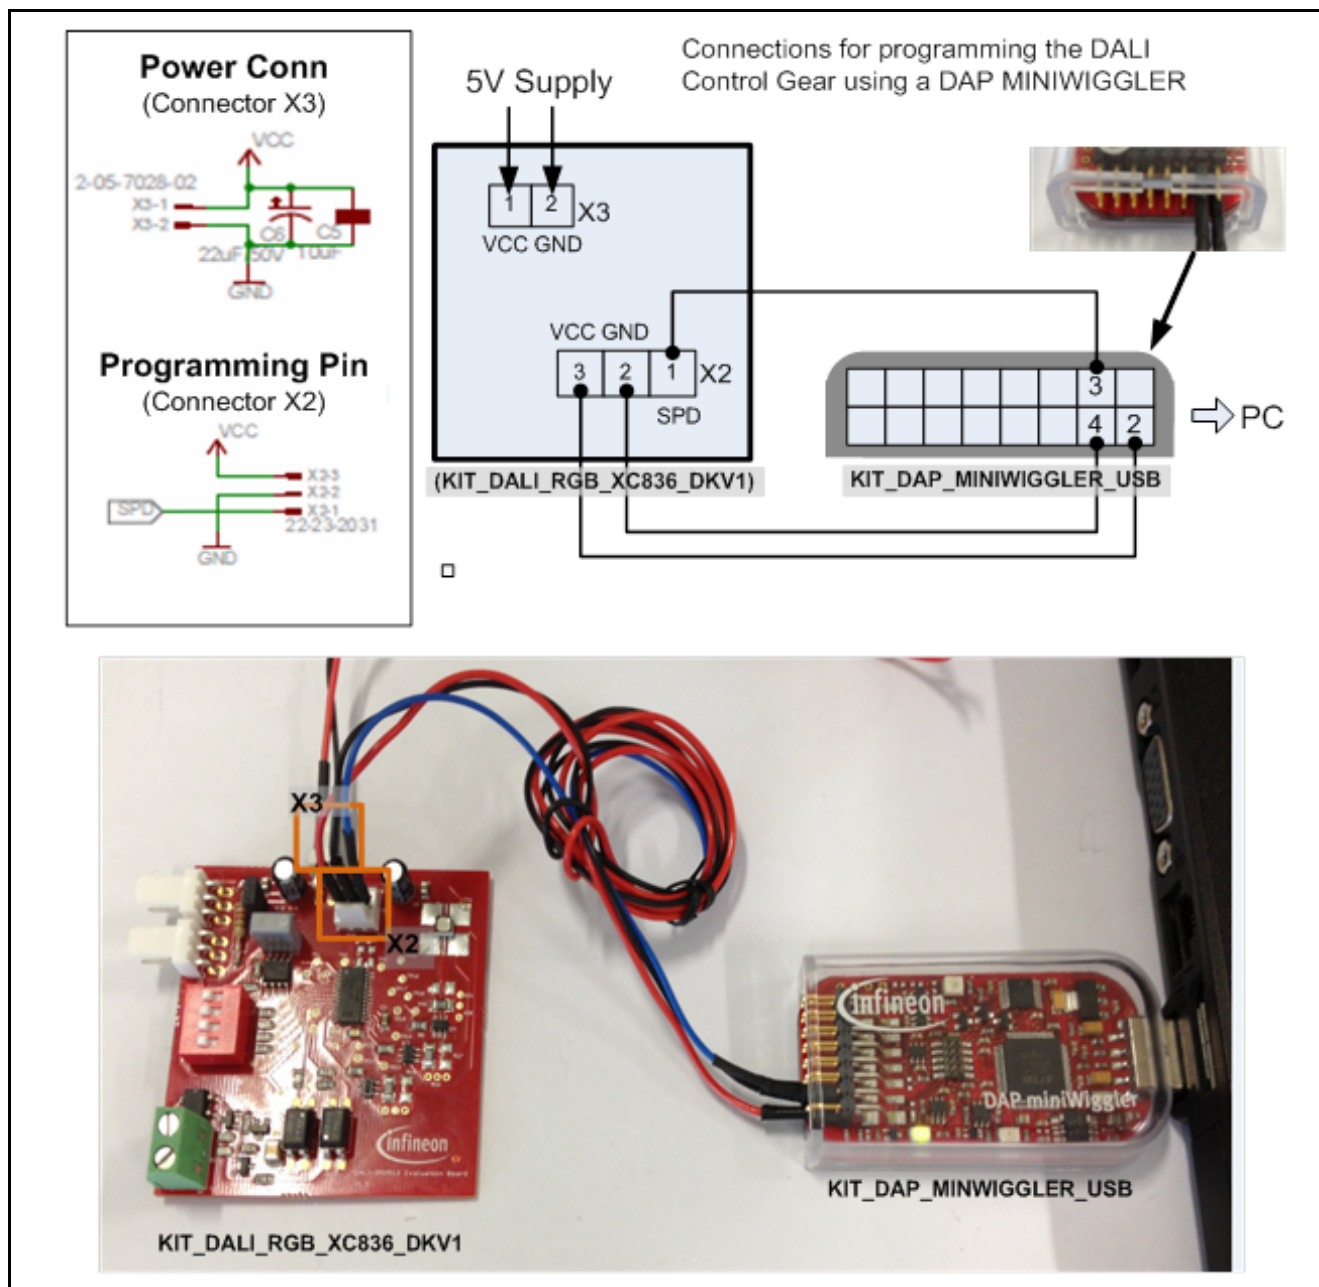 Power Conn
(Connector X3)
VCC
2-05-7028-02
X3-1
X3-2
C6
C5
22uF/50V
10uF
GND
Programming Pin
(Connector X2)
VCC
X2-3
X2-2
SPD
X2-1
22-23-2031
GND
Connections for programming the DALI
Control Gear using a DAP MINIWIGGLER
5V Supply
1 2 X3
VCC GND
VCC GND
3 2 1 X2
SPD
(KIT_DALI_RGB_XC836_DKV1)
3
4 2
PC
KIT_DAP_MINIWIGGLER_USB
X3
X2
infineon
DAP miniWiggler
infineon
Evaluation Board
KIT_DAP_MINWIGGLER_USB
KIT_DALI_RGB_XC836_DKV1